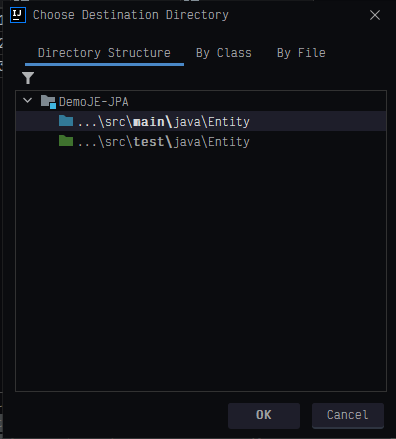 IJ Choose Destination Directory
Directory Structure By Class By File
DemoJE-JPA
...\src\main\java\Entity
...\src\test\java\Entity
OK Cancel